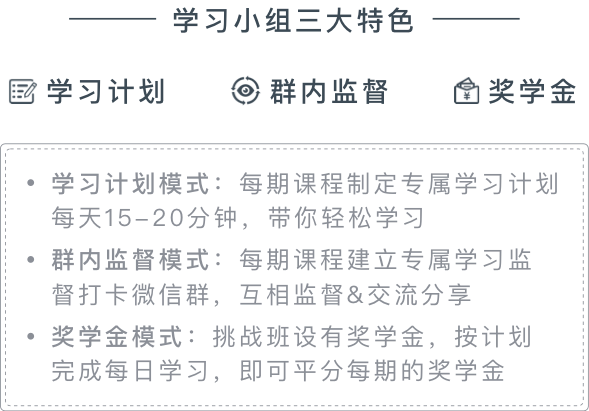 学习小组三大特色
学习计划 群内监督 奖学金
• 学习计划模式：每期课程制定专属学习计划
每天15-20分钟，带你轻松学习
• 群内监督模式：每期课程建立专属学习监
督打卡微信群，互相监督&交流分享
• 奖学金模式：挑战班设有奖学金，按计划
完成每日学习，即可平分每期的奖学金